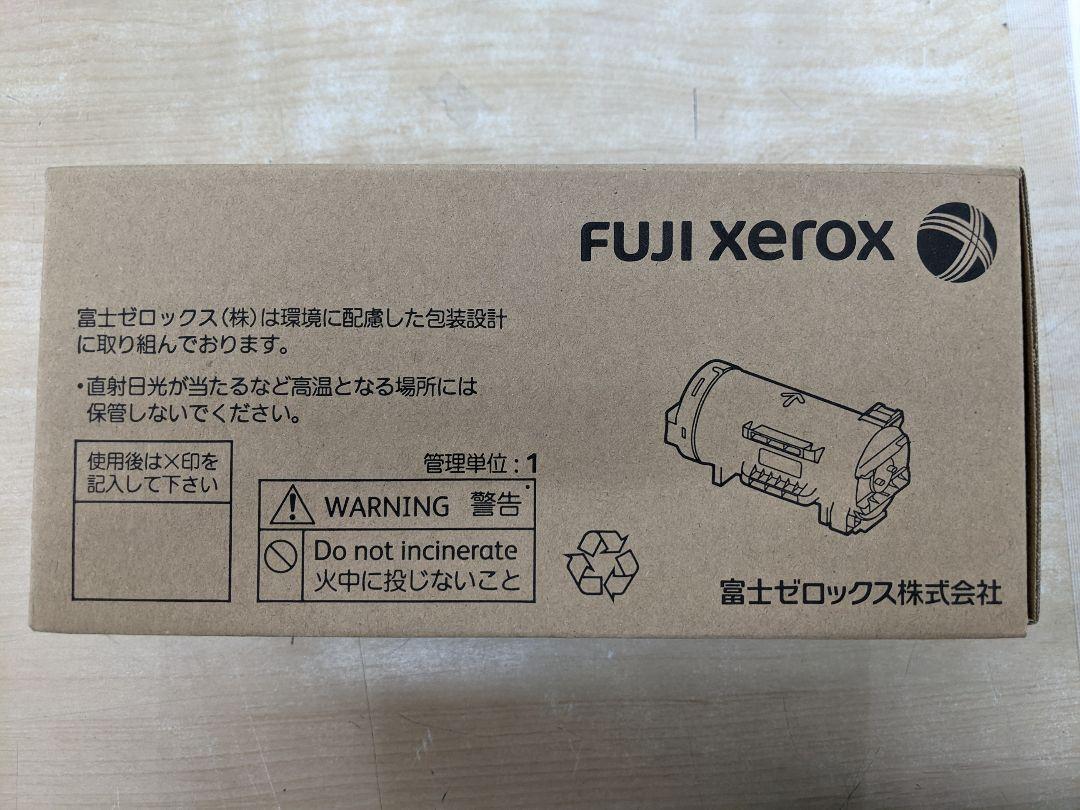 FUJI xerox
富士ゼロックス(株)は環境に配慮した包装設計
に取り組んでおります。
・直射日光が当たるなど高温となる場所には
保管しないでください。
使用後は×印を
記入して下さい
管理単位:1
WARNING 警告
Do not incinerate
火中に投じないこと
富士ゼロックス株式会社